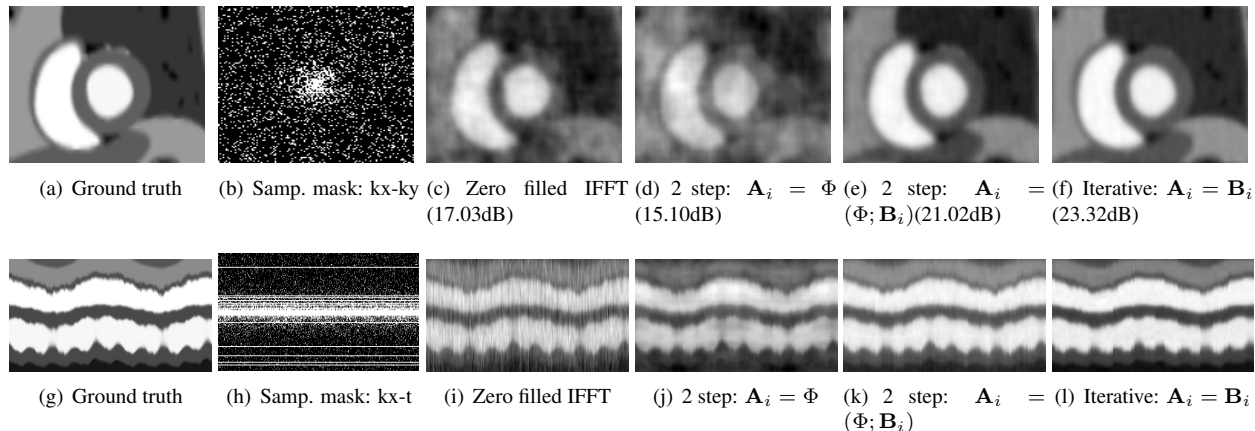 (a) Ground truth
(b) Samp. mask: kx-ky
(c) Zero filled IFFT
(17.03dB)
(d) 2 step: A_i = Φ
(15.10dB)
(e) 2 step: A_i =
(Φ; B_i)(21.02dB)
(f) Iterative: A_i = B_i
(23.32dB)
(g) Ground truth
(h) Samp. mask: kx-t
(i) Zero filled IFFT
(j) 2 step: A_i = Φ
(k) 2 step: A_i =
(Φ; B_i)
(l) Iterative: A_i = B_i